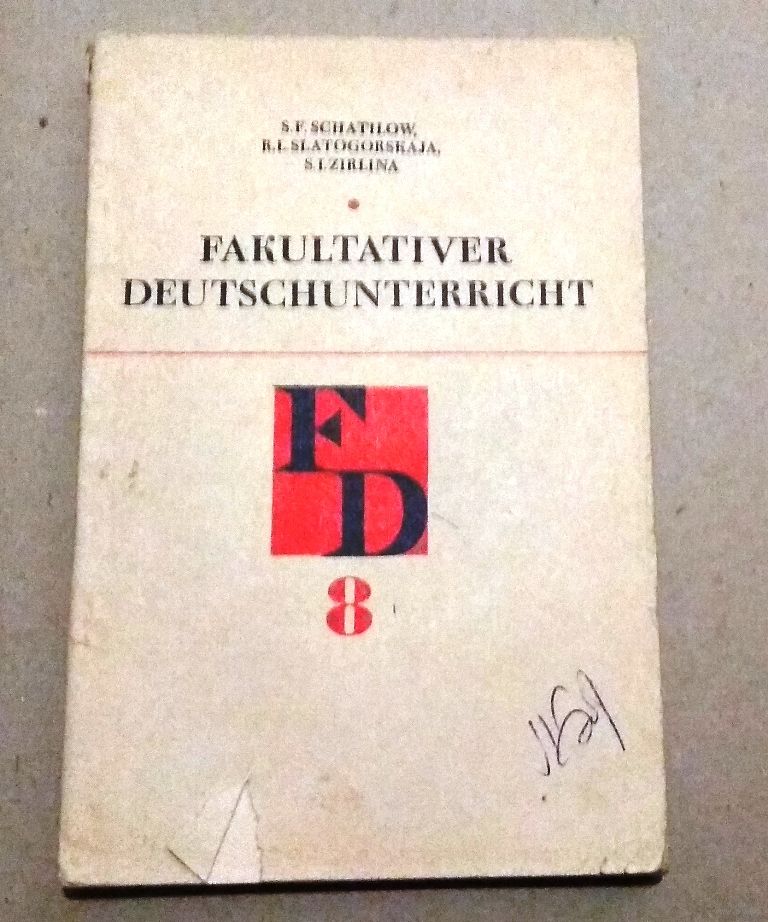 S. F. SCHATILOW,
R. I. SLATOGORSKAJA,
S. I. ZIRLINA
FAKULTATIVER
DEUTSCHUNTERRICHT
FD
8